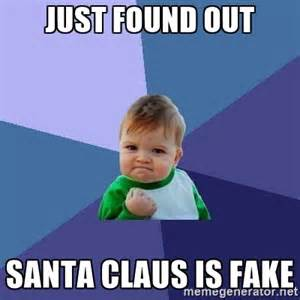 JUST FOUND OUT
SANTA CLAUS IS FAKE
memegenerator.net